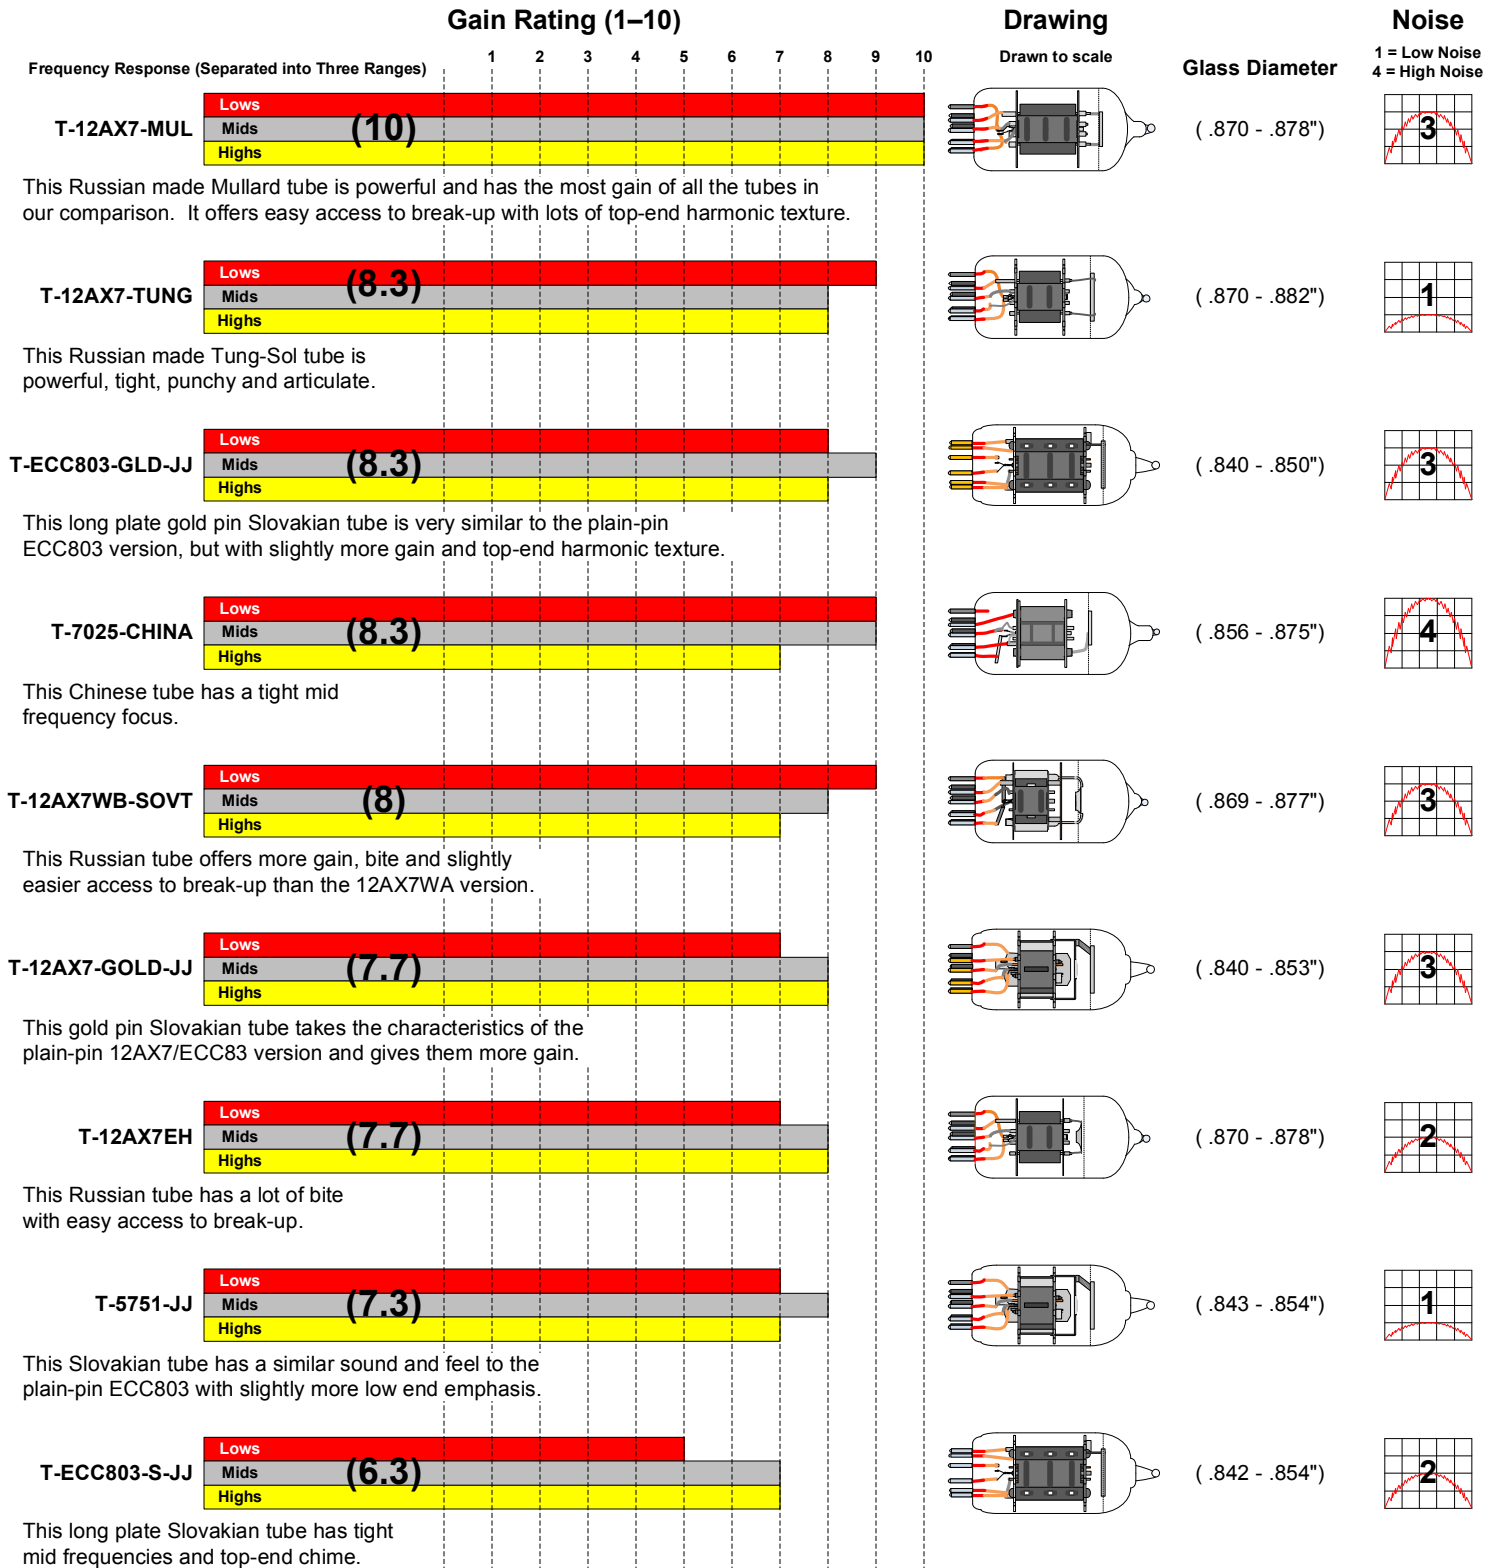 Gain Rating (1–10)
Drawing
Noise
1 2 3 4 5 6 7 8 9 10
Drawn to scale
1 = Low Noise
4 = High Noise
Frequency Response (Separated into Three Ranges)
Glass Diameter
Lows
T-12AX7-MUL Mids (10) ( .870 - .878") 3
Highs
This Russian made Mullard tube is powerful and has the most gain of all the tubes in
our comparison. It offers easy access to break-up with lots of top-end harmonic texture.
Lows
T-12AX7-TUNG Mids (8.3) ( .870 - .882") 1
Highs
This Russian made Tung-Sol tube is
powerful, tight, punchy and articulate.
Lows
T-ECC803-GLD-JJ Mids (8.3) ( .840 - .850") 3
Highs
This long plate gold pin Slovakian tube is very similar to the plain-pin
ECC803 version, but with slightly more gain and top-end harmonic texture.
Lows
T-7025-CHINA Mids (8.3) ( .856 - .875") 4
Highs
This Chinese tube has a tight mid
frequency focus.
Lows
T-12AX7WB-SOVT Mids (8) ( .869 - .877") 3
Highs
This Russian tube offers more gain, bite and slightly
easier access to break-up than the 12AX7WA version.
Lows
T-12AX7-GOLD-JJ Mids (7.7) ( .840 - .853") 3
Highs
This gold pin Slovakian tube takes the characteristics of the
plain-pin 12AX7/ECC83 version and gives them more gain.
Lows
T-12AX7EH Mids (7.7) ( .870 - .878") 2
Highs
This Russian tube has a lot of bite
with easy access to break-up.
Lows
T-5751-JJ Mids (7.3) ( .843 - .854") 1
Highs
This Slovakian tube has a similar sound and feel to the
plain-pin ECC803 with slightly more low end emphasis.
Lows
T-ECC803-S-JJ Mids (6.3) ( .842 - .854") 2
Highs
This long plate Slovakian tube has tight
mid frequencies and top-end chime.